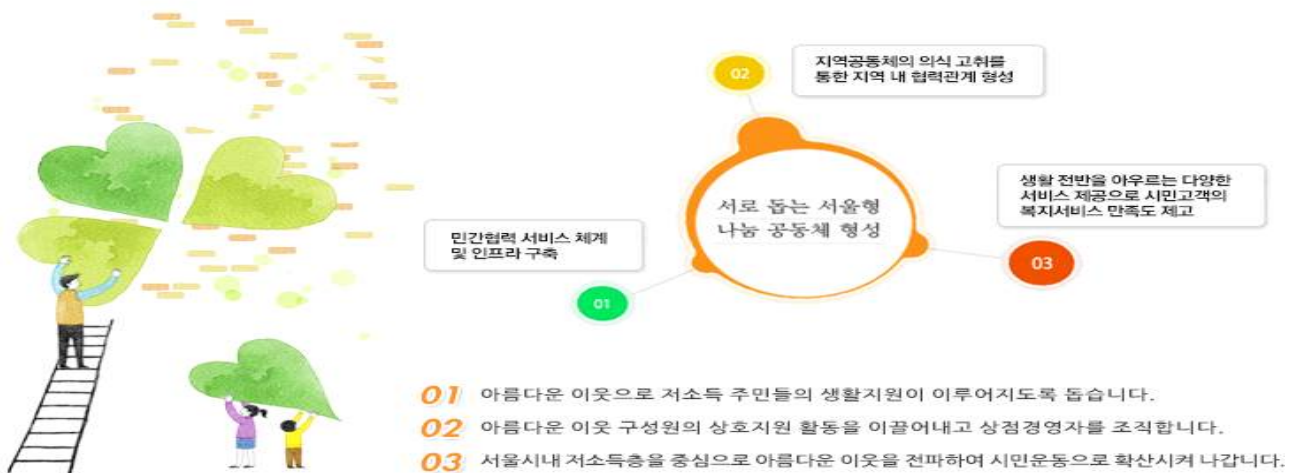 02
지역공동체의 의식 고취를
통한 지역 내 협력관계 형성
생활 전반을 아우르는 다양한
서비스 제공으로 시민고객의
복지서비스 만족도 제고
03
서로 돕는 서울형
나눔 공동체 형성
민간협력 서비스 체계
및 인프라 구축
01
01 아름다운 이웃으로 저소득 주민들의 생활지원이 이루어지도록 돕습니다.
02 아름다운 이웃 구성원의 상호지원 활동을 이끌어내고 상점경영자를 조직합니다.
03 서울시내 저소득층을 중심으로 아름다운 이웃을 전파하여 시민운동으로 확산시켜 나갑니다.